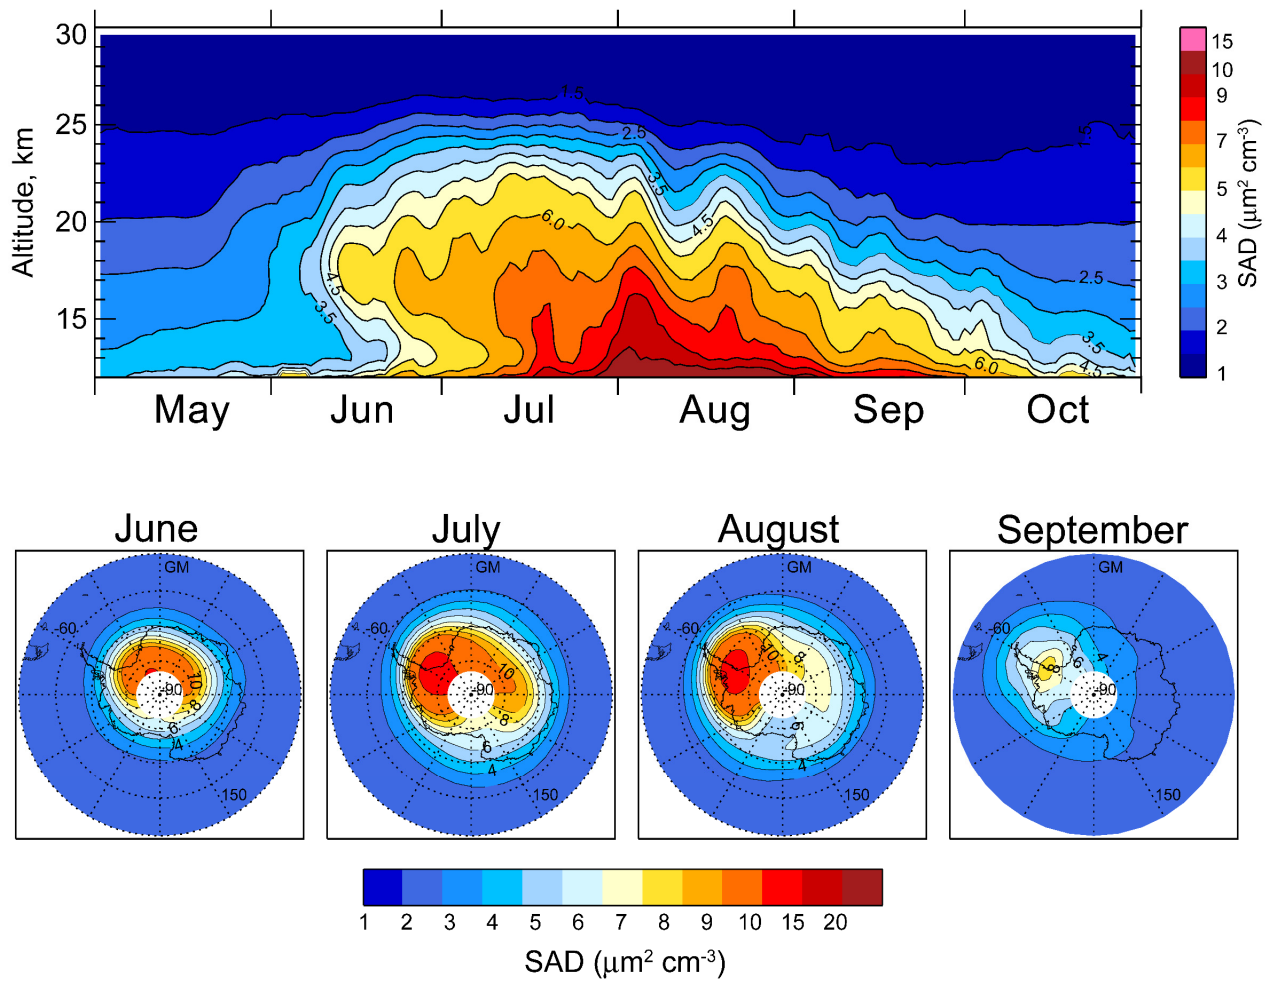 30
25
20
15
Altitude, km
1.5
2.5
3.5
4.5
6.0
4.5
3.5
1.5
2.5
3.5
4.5
6.0
May Jun Jul Aug Sep Oct
15
10
9
7
5
4
3
2
1
SAD (μm² cm⁻³)
June July August September
GM GM GM GM
-60 -60 -60 -60
10 10 10 8 8 6 4
-90 -90 -90 -90
8 8
6 6 6
4 4 4
150 150 150 150
1 2 3 4 5 6 7 8 9 10 15 20
SAD (μm² cm⁻³)